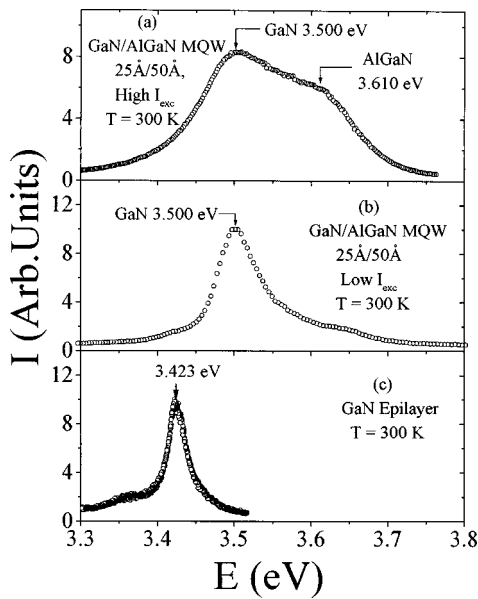 (a)
GaN/AlGaN MQW
25Å/50Å,
High Iexc
T = 300 K
GaN 3.500 eV
AlGaN
3.610 eV
8
4
0
GaN 3.500 eV
(b)
GaN/AlGaN MQW
25Å/50Å
Low Iexc
T = 300 K
12
8
4
0
3.423 eV
(c)
GaN Epilayer
T = 300 K
12
8
4
0
I (Arb.Units)
3.3 3.4 3.5 3.6 3.7 3.8
E (eV)